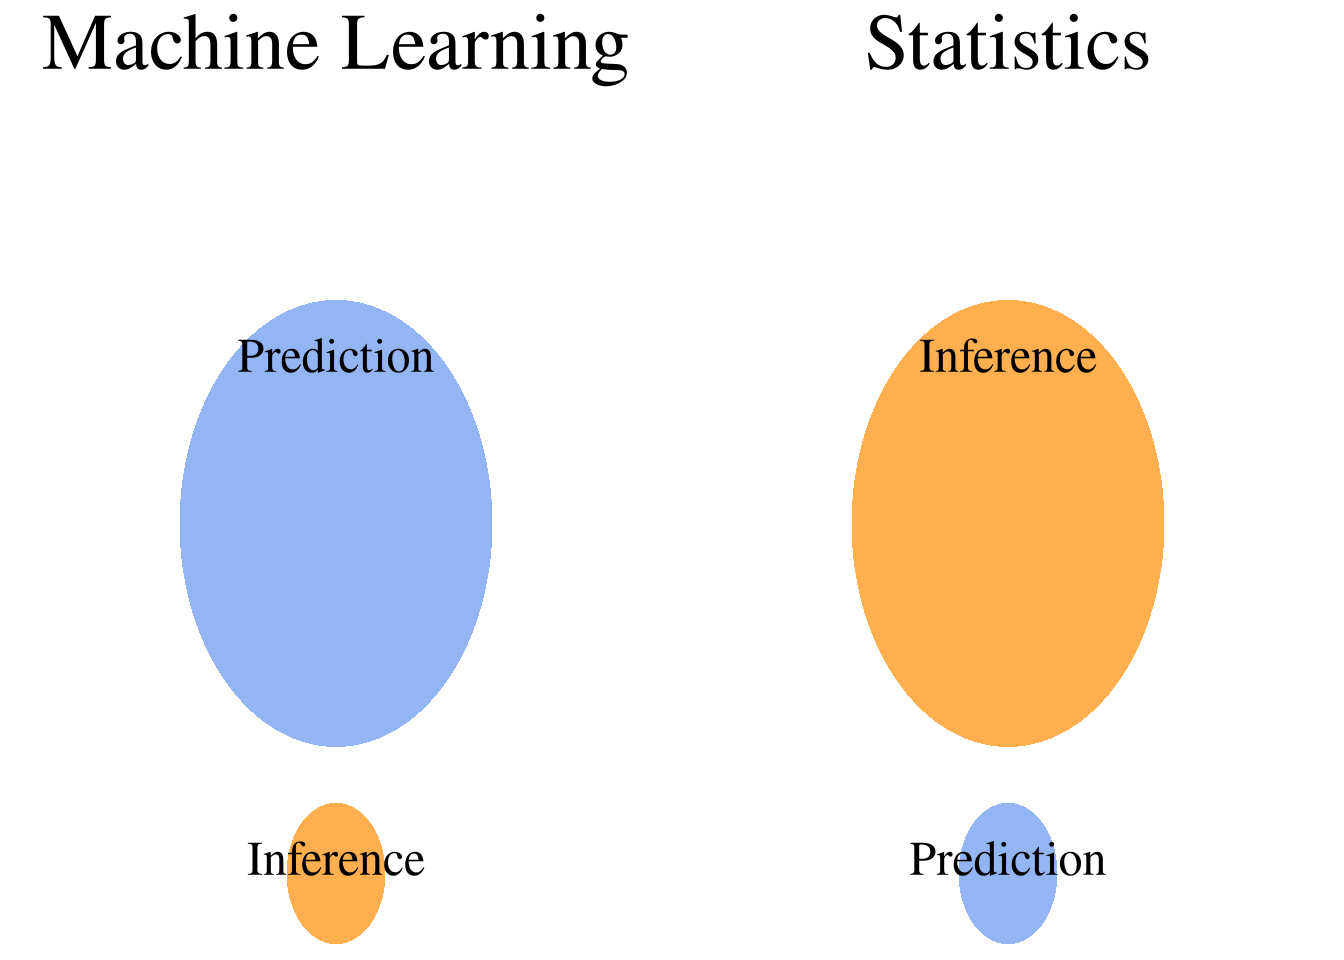 Machine Learning
Statistics
Prediction
Inference
Inference
Prediction